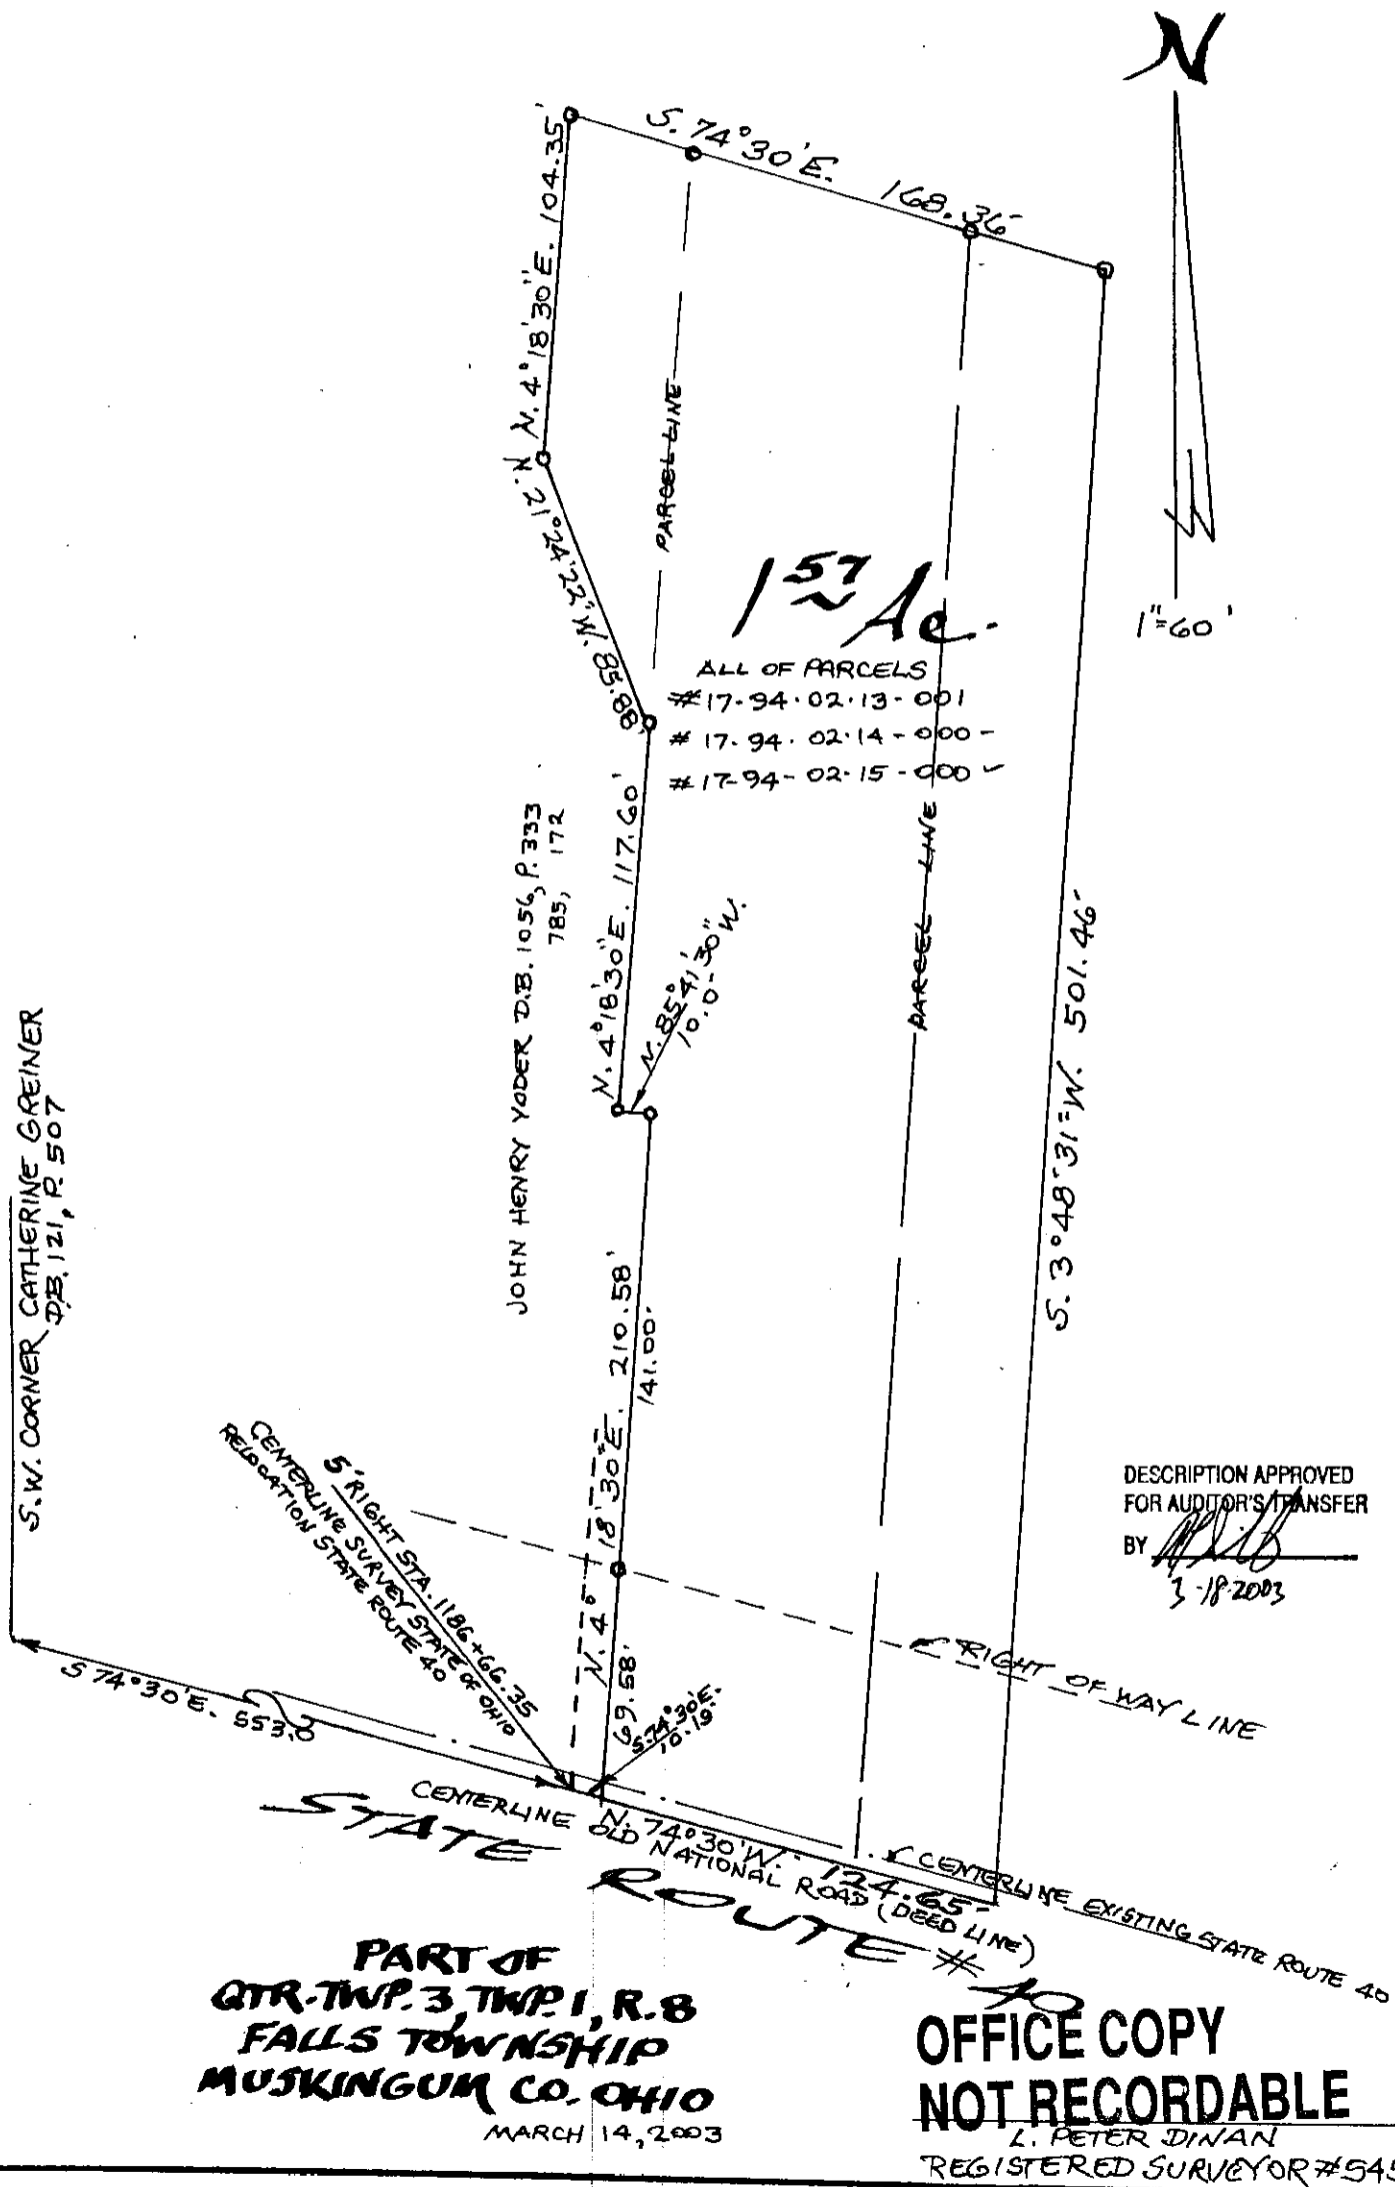 N
S. 74°30'E. 168.36'
N. 4°18'30"E. 104.35'
N
PARCEL LINE
1"=60'
N. 21°24'22"W. 85.88'
1 57 Ac.
ALL OF PARCELS
#17-94-02-13-001
#17-94-02-14-000-
#17-94-02-15-000
N. 4°18'30"E. 117.60'
N. 85°41'30"W.
10.0'
PARCEL LINE
JOHN HENRY YODER D.B. 1056, P. 333
785, 172
S. 3°48'31"W. 501.46'
S.W. CORNER CATHERINE GREINER
D.B. 121, P. 507
N. 4° 18' 30"E. 210.58'
141.00'
69.58'
5' RIGHT STA. 1186+66.35
CENTERLINE SURVEY STATE OF OHIO
RELOCATION STATE ROUTE 40
DESCRIPTION APPROVED
FOR AUDITOR'S TRANSFER
BY
3-18-2003
RIGHT OF WAY LINE
S 74°30'E. 553.0
S.74°30'E.
10.19'
N. 74°30'W. 124.65'
CENTERLINE OLD NATIONAL ROAD (DEED LINE)
CENTERLINE EXISTING STATE ROUTE 40
STATE ROUTE # 40
PART OF
QTR. TWP. 3, TWP. 1, R. 8
FALLS TOWNSHIP
MUSKINGUM CO. OHIO
MARCH 14, 2003
OFFICE COPY
NOT RECORDABLE
L. PETER DINAN
REGISTERED SURVEYOR #545